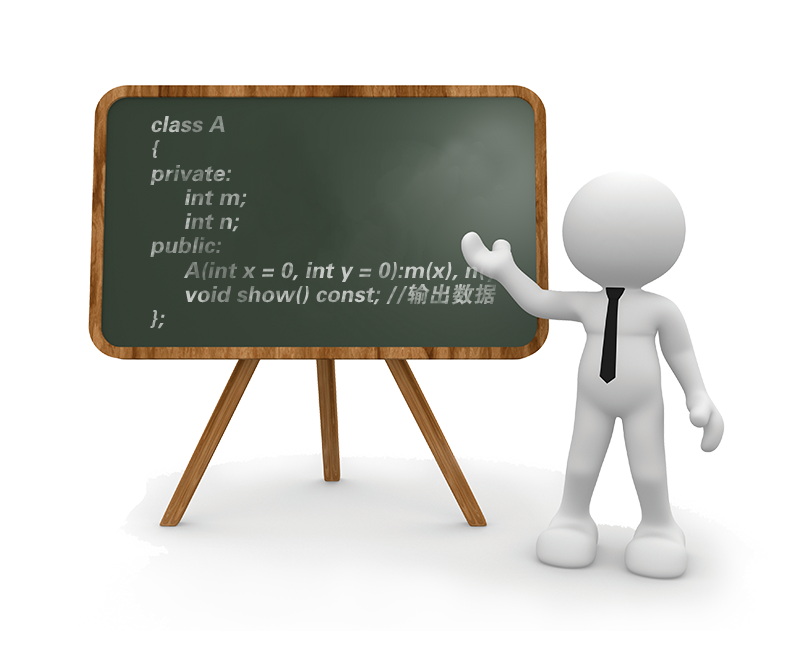 class A
{
private:
int m;
int n;
public:
A(int x = 0, int y = 0):m(x),
void show() const; //输出数据
};